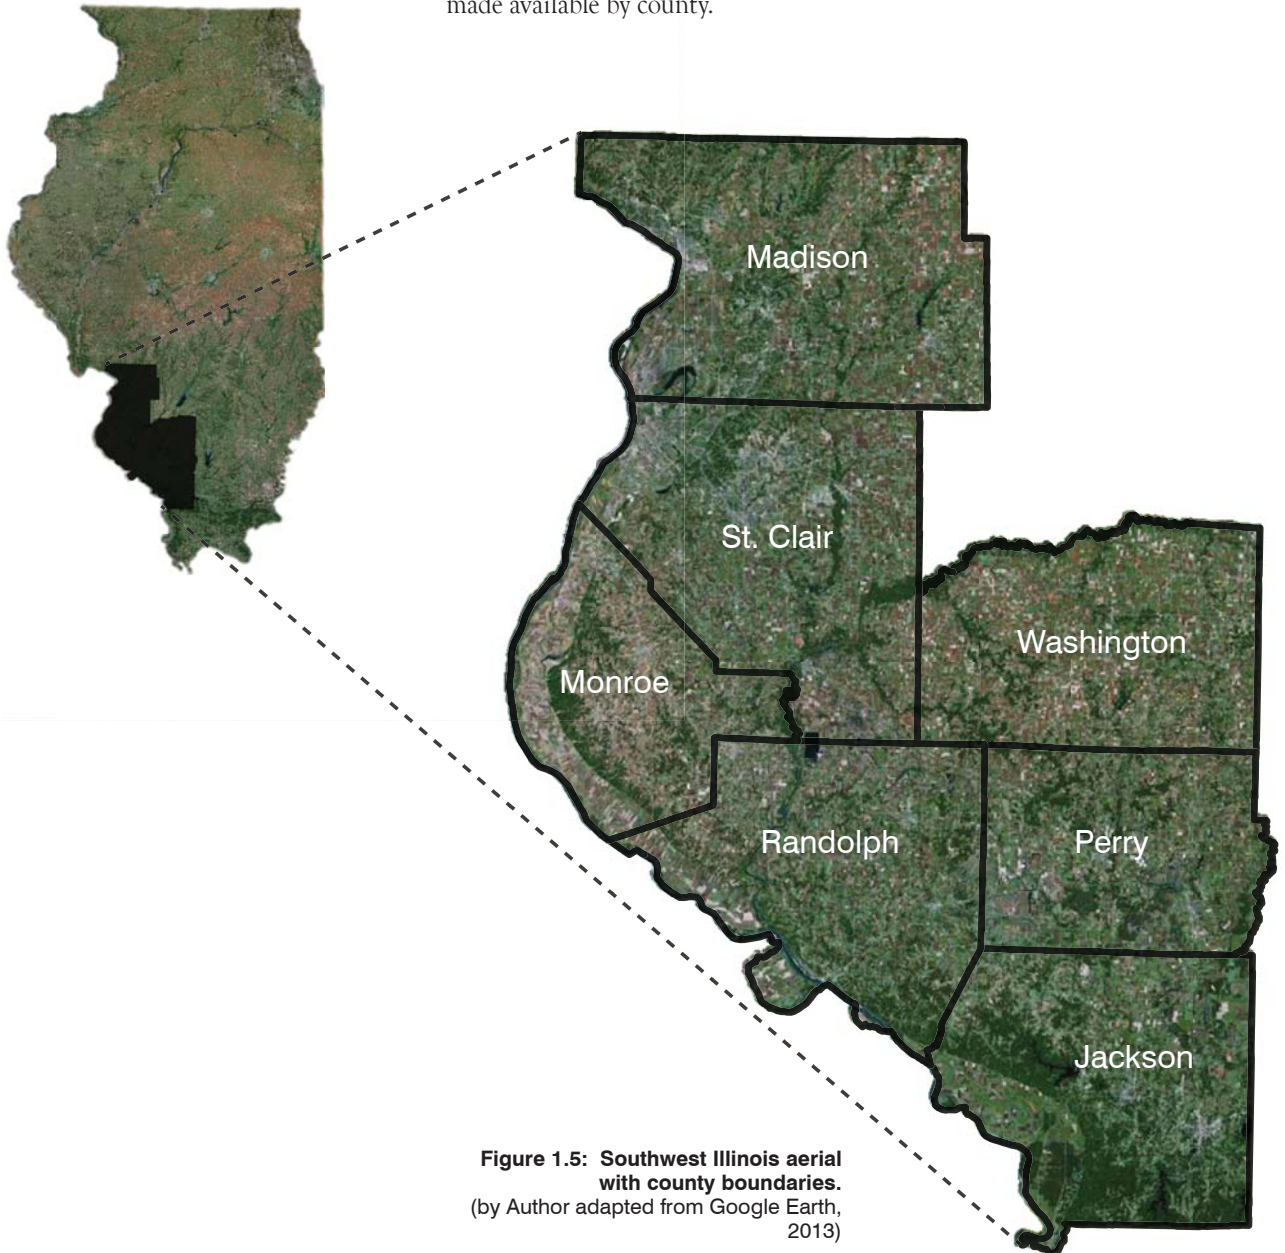 made available by county.
Madison
St. Clair
Washington
Monroe
Randolph
Perry
Jackson
Figure 1.5:  Southwest Illinois aerial
with county boundaries.
(by Author adapted from Google Earth,
2013)